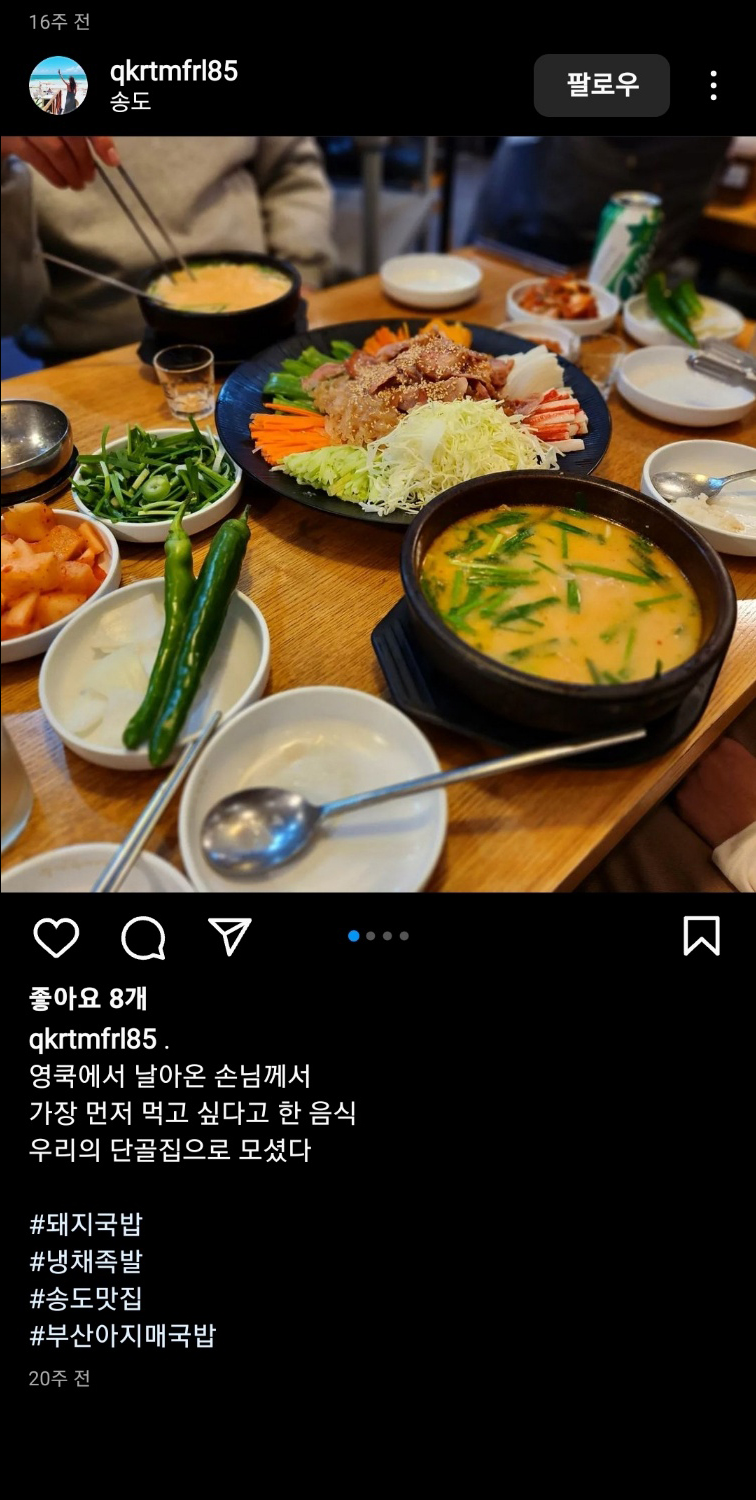 16주 전
qkrtmfrl85
송도
팔로우
좋아요 8개
qkrtmfrl85 .
영쿡에서 날아온 손님께서
가장 먼저 먹고 싶다고 한 음식
우리의 단골집으로 모셨다
#돼지국밥
#냉채족발
#송도맛집
#부산아지매국밥
20주 전